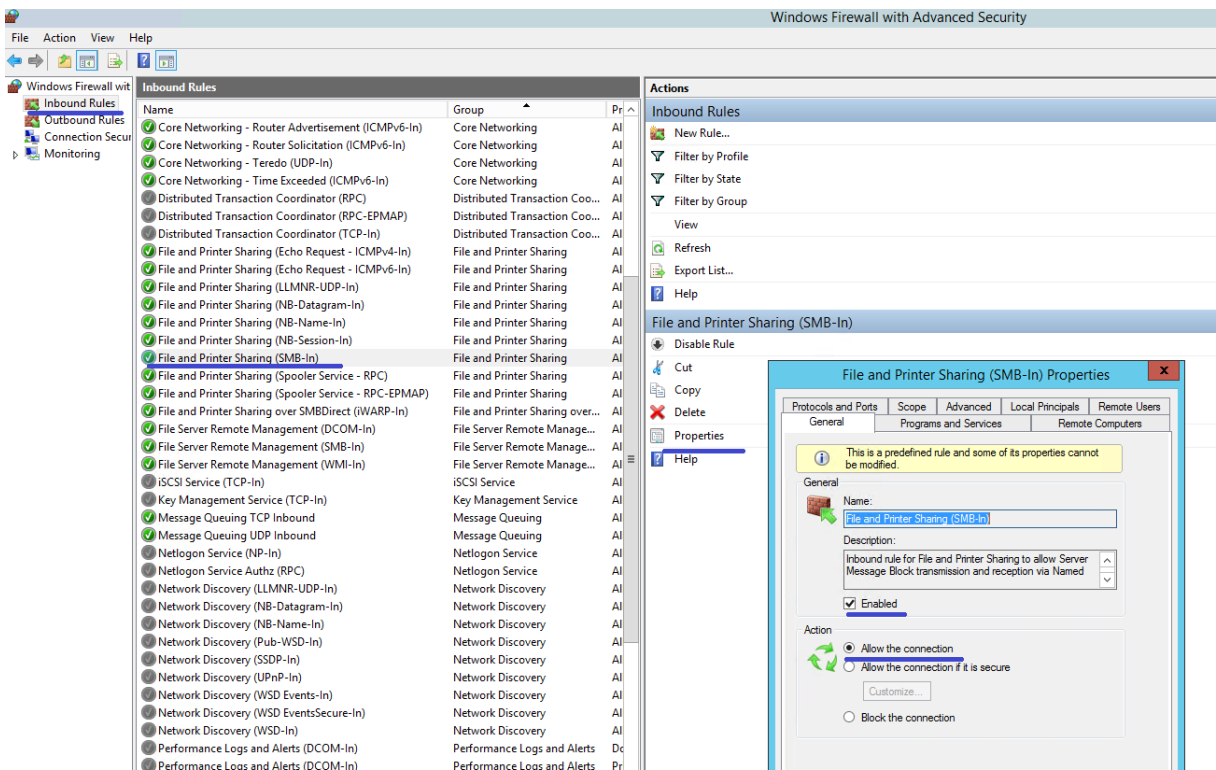 Windows Firewall with Advanced Security
File Action View Help
Windows Firewall wit
Inbound Rules
Outbound Rules
Connection Secur
Monitoring
Inbound Rules
Name Group Pr
Core Networking - Router Advertisement (ICMPv6-In) Core Networking Al
Core Networking - Router Solicitation (ICMPv6-In) Core Networking Al
Core Networking - Teredo (UDP-In) Core Networking Al
Core Networking - Time Exceeded (ICMPv6-In) Core Networking Al
Distributed Transaction Coordinator (RPC) Distributed Transaction Coo... Al
Distributed Transaction Coordinator (RPC-EPMAP) Distributed Transaction Coo... Al
Distributed Transaction Coordinator (TCP-In) Distributed Transaction Coo... Al
File and Printer Sharing (Echo Request - ICMPv4-In) File and Printer Sharing Al
File and Printer Sharing (Echo Request - ICMPv6-In) File and Printer Sharing Al
File and Printer Sharing (LLMNR-UDP-In) File and Printer Sharing Al
File and Printer Sharing (NB-Datagram-In) File and Printer Sharing Al
File and Printer Sharing (NB-Name-In) File and Printer Sharing Al
File and Printer Sharing (NB-Session-In) File and Printer Sharing Al
File and Printer Sharing (SMB-In) File and Printer Sharing Al
File and Printer Sharing (Spooler Service - RPC) File and Printer Sharing Al
File and Printer Sharing (Spooler Service - RPC-EPMAP) File and Printer Sharing Al
File and Printer Sharing over SMBDirect (iWARP-In) File and Printer Sharing over... Al
File Server Remote Management (DCOM-In) File Server Remote Manage... Al
File Server Remote Management (SMB-In) File Server Remote Manage... Al
File Server Remote Management (WMI-In) File Server Remote Manage... Al
iSCSI Service (TCP-In) iSCSI Service Al
Key Management Service (TCP-In) Key Management Service Al
Message Queuing TCP Inbound Message Queuing Al
Message Queuing UDP Inbound Message Queuing Al
Netlogon Service (NP-In) Netlogon Service Al
Netlogon Service Authz (RPC) Netlogon Service Al
Network Discovery (LLMNR-UDP-In) Network Discovery Al
Network Discovery (NB-Datagram-In) Network Discovery Al
Network Discovery (NB-Name-In) Network Discovery Al
Network Discovery (Pub-WSD-In) Network Discovery Al
Network Discovery (SSDP-In) Network Discovery Al
Network Discovery (UPnP-In) Network Discovery Al
Network Discovery (WSD Events-In) Network Discovery Al
Network Discovery (WSD EventsSecure-In) Network Discovery Al
Network Discovery (WSD-In) Network Discovery Al
Performance Logs and Alerts (DCOM-In) Performance Logs and Alerts Do
Performance Logs and Alerts (DCOM-In) Performance Logs and Alerts Pr
Actions
Inbound Rules
New Rule...
Filter by Profile
Filter by State
Filter by Group
View
Refresh
Export List...
Help
File and Printer Sharing (SMB-In)
Disable Rule
Cut
Copy
Delete
Properties
Help
File and Printer Sharing (SMB-In) Properties x
Protocols and Ports Scope Advanced Local Principals Remote Users
General Programs and Services Remote Computers
This is a predefined rule and some of its properties cannot
be modified.
General
Name:
File and Printer Sharing (SMB-In)
Description:
Inbound rule for File and Printer Sharing to allow Server
Message Block transmission and reception via Named
Enabled
Action
Allow the connection
Allow the connection if it is secure
Customize...
Block the connection